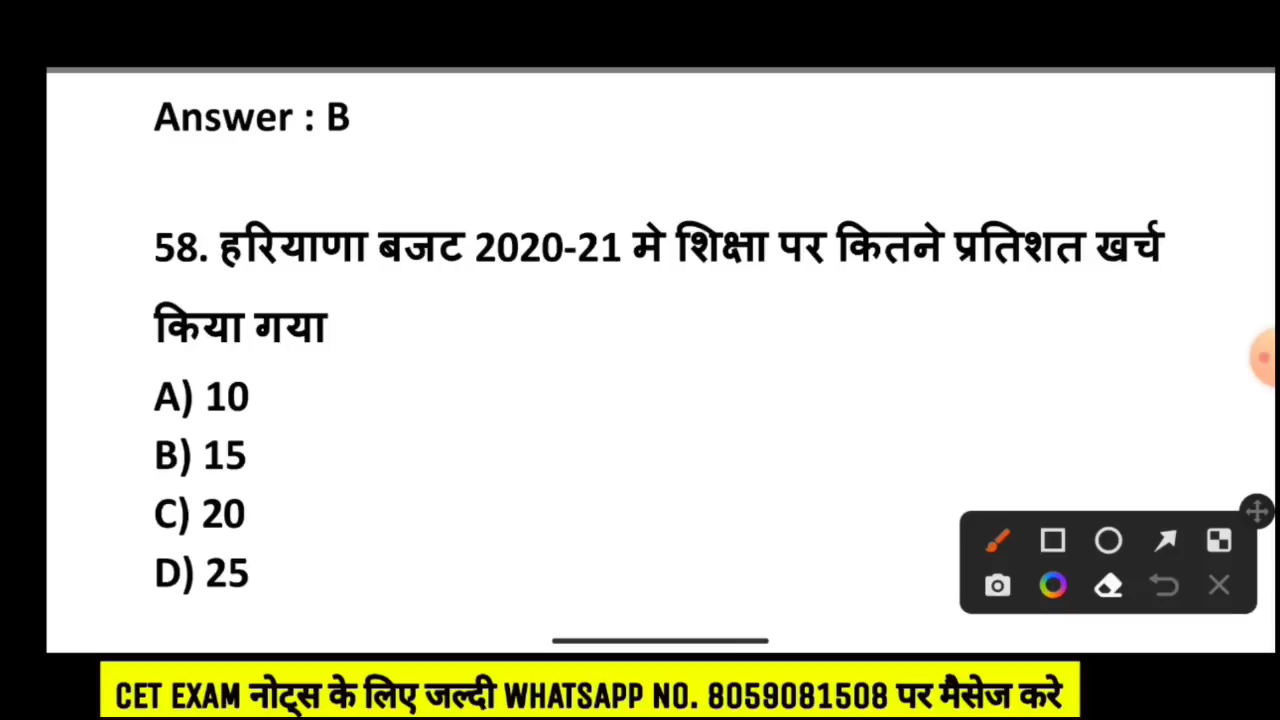 Answer : B
58. हरियाणा बजट 2020-21 मे शिक्षा पर कितने प्रतिशत खर्च
किया गया
A) 10
B) 15
C) 20
D) 25
CET EXAM नोट्स के लिए जल्दी WHATSAPP NO. 8059081508 पर मैसेज करे